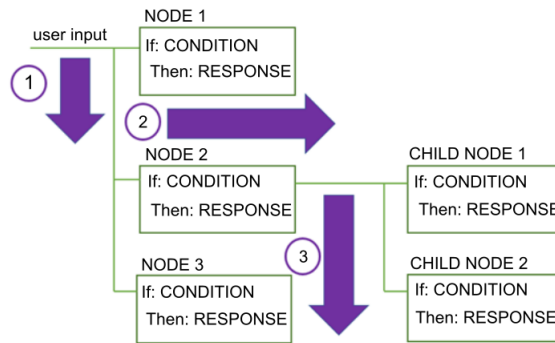 NODE 1
user input
If: CONDITION
Then: RESPONSE
1
2
NODE 2
If: CONDITION
Then: RESPONSE
CHILD NODE 1
If: CONDITION
Then: RESPONSE
3
NODE 3
If: CONDITION
Then: RESPONSE
CHILD NODE 2
If: CONDITION
Then: RESPONSE